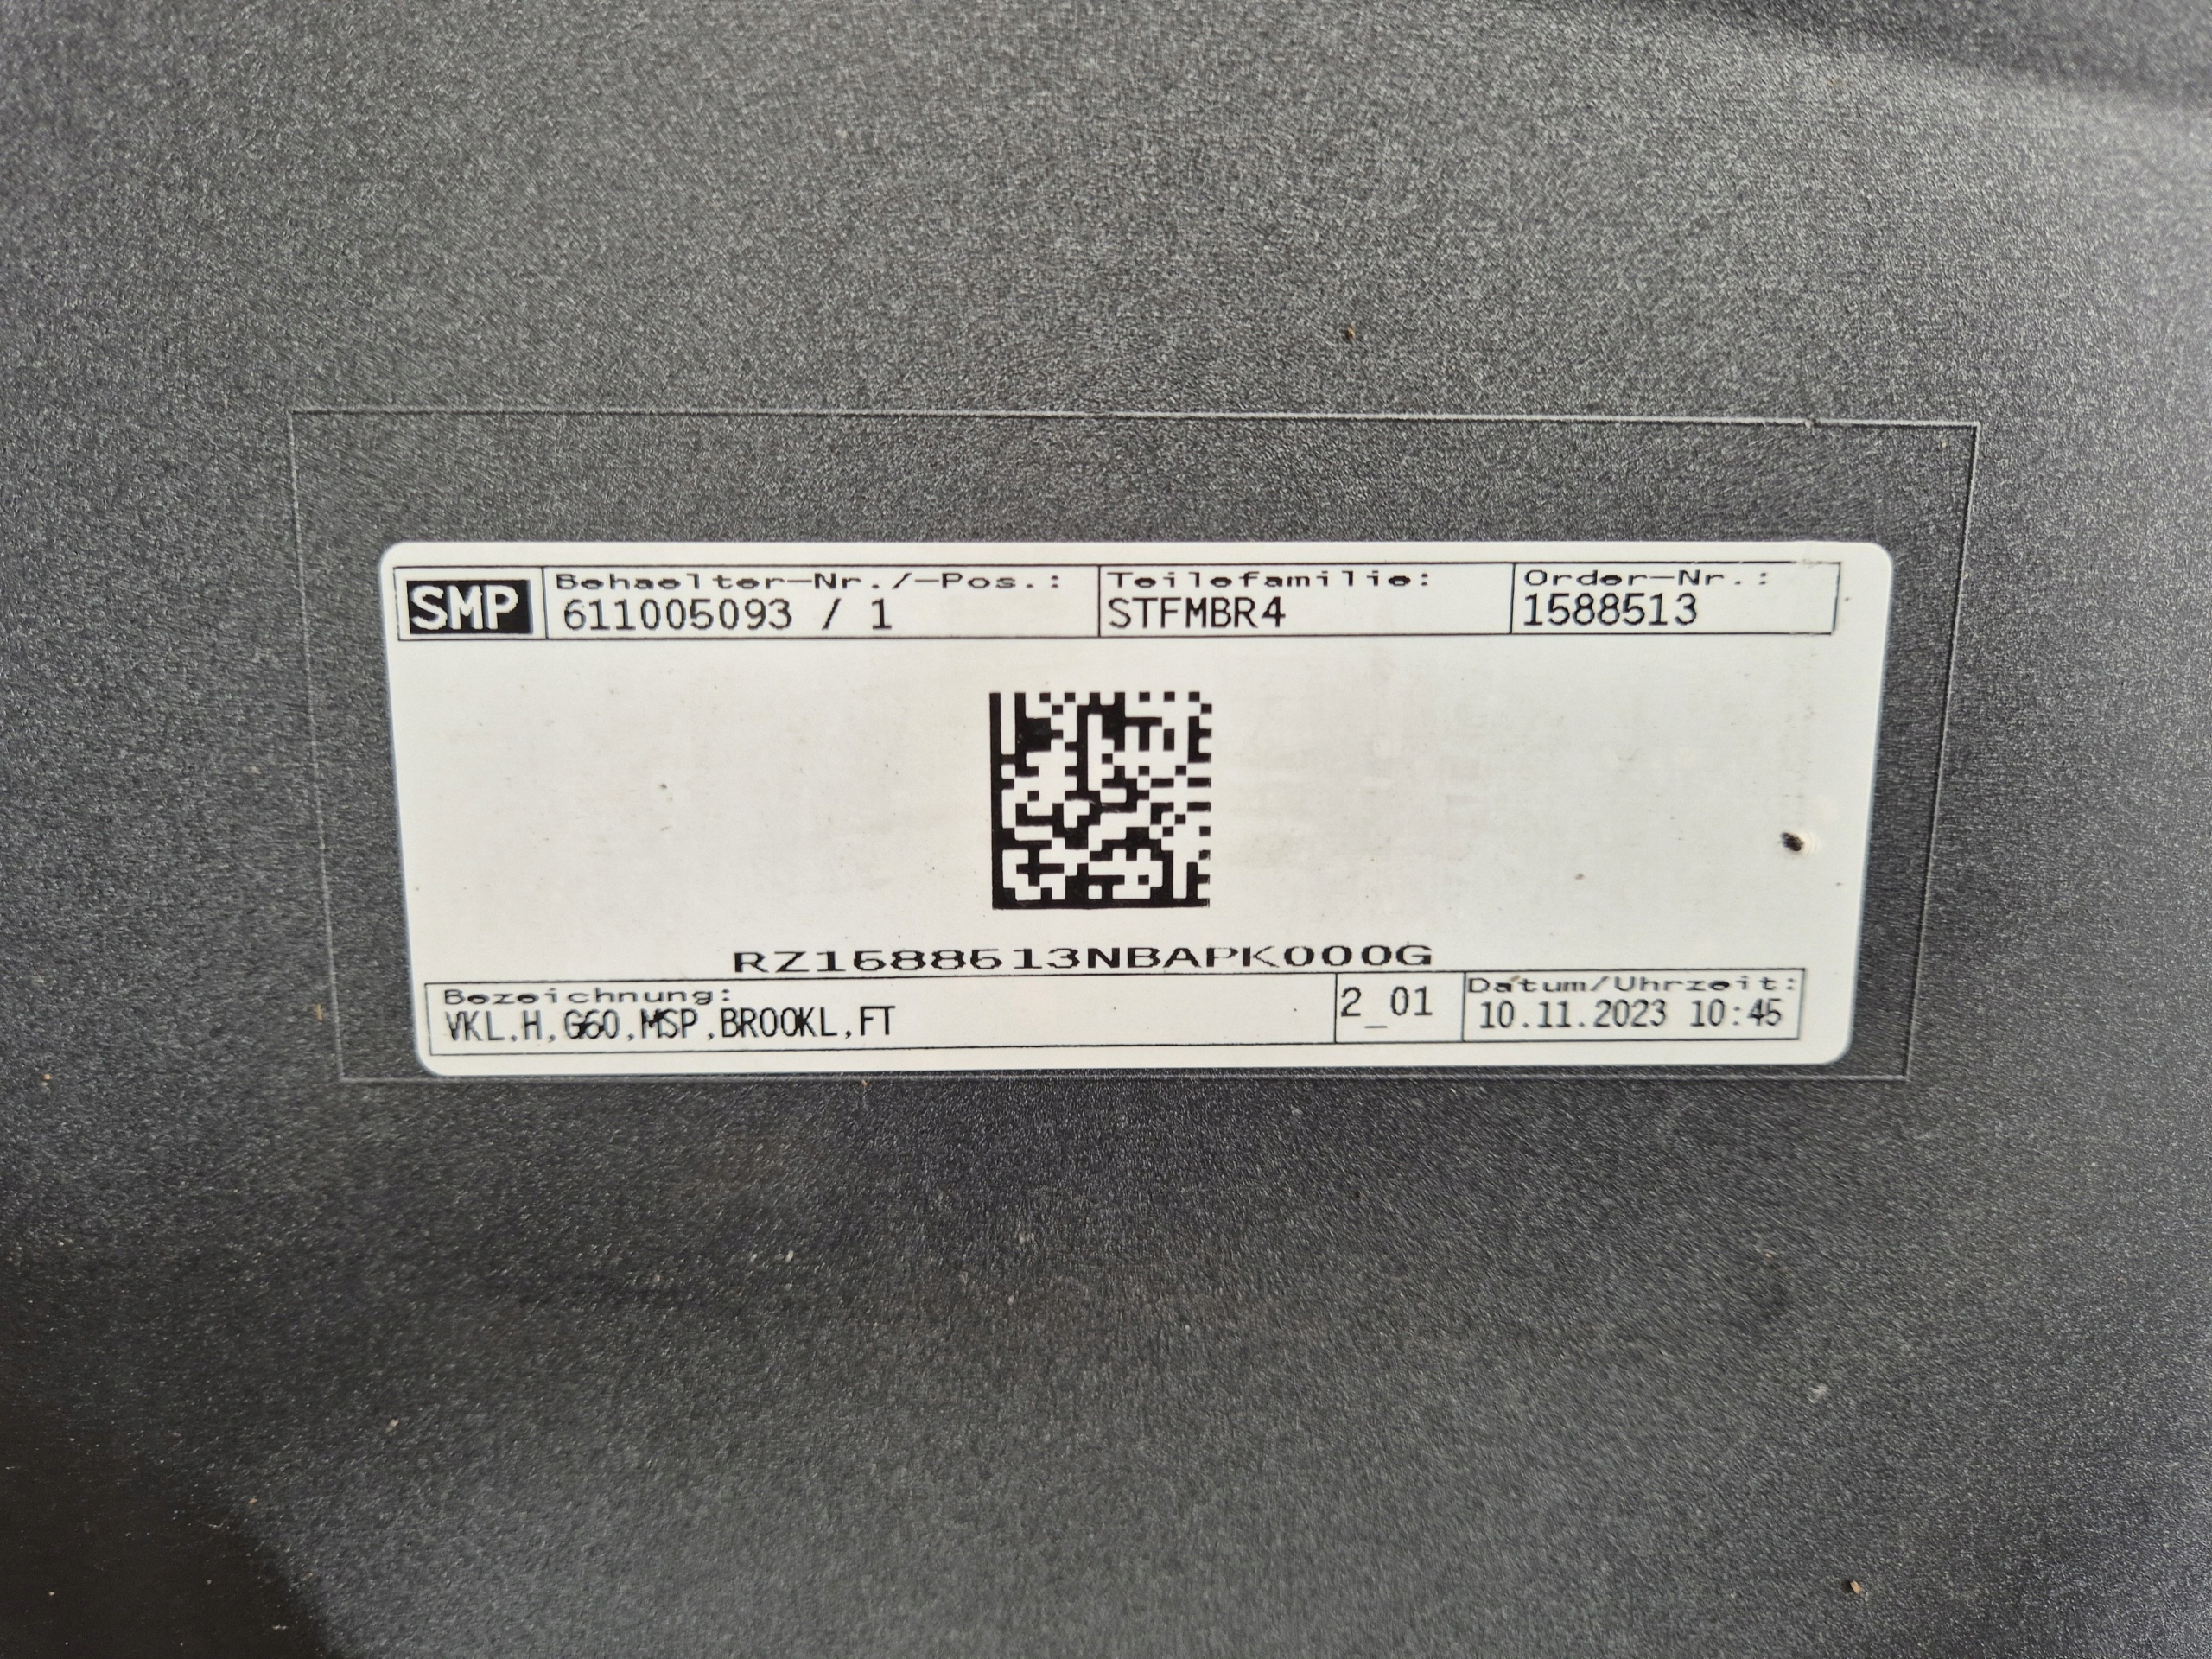 SMP
Behaelter-Nr./-Pos.:
611005093 / 1
Teilefamilie:
STFMBR4
Order-Nr.:
1588513
RZ1588513NBAPK000G
Bezeichnung:
VKL,H,G60,MSP,BROOKL,FT
2_01
Datum/Uhrzeit:
10.11.2023 10:45